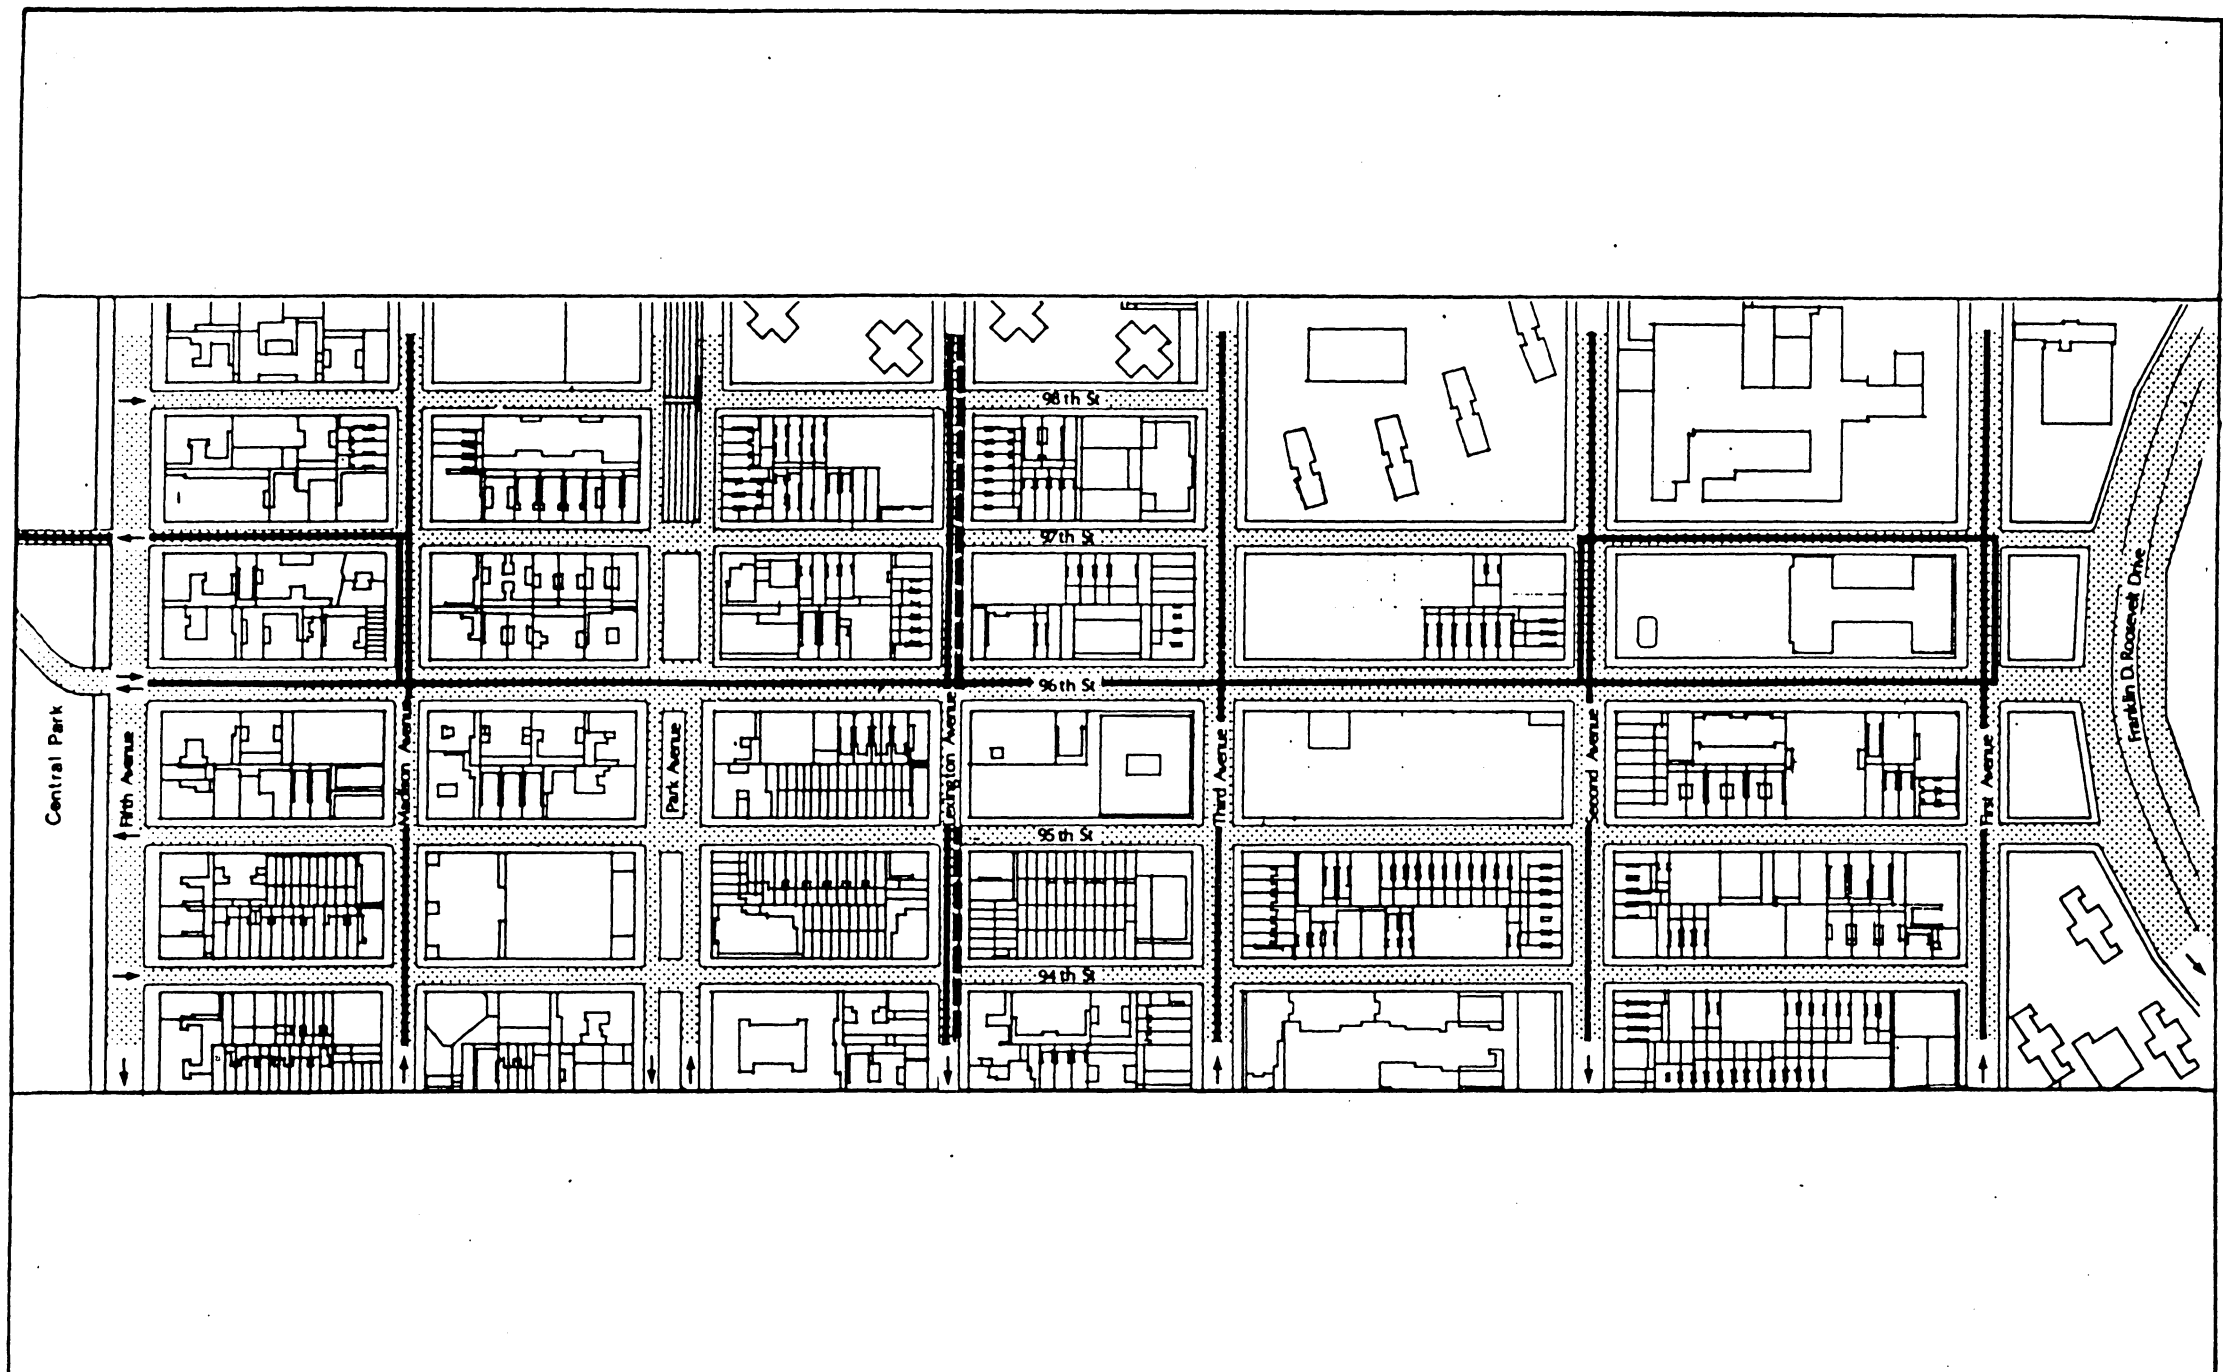 98th St
97th St
96th St
95th St
94th St
Central Park
Fifth Avenue
Madison Avenue
Park Avenue
Lexington Avenue
Third Avenue
Second Avenue
First Avenue
Franklin D. Roosevelt Drive